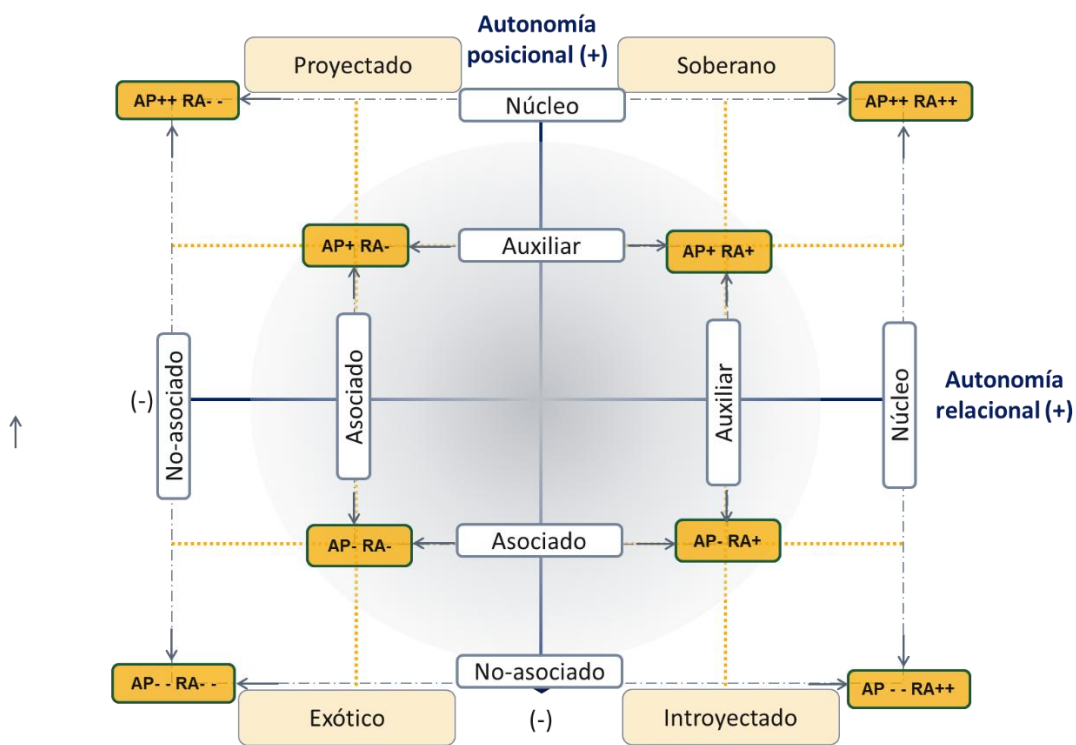 Autonomía
posicional (+)
Proyectado
Soberano
AP++ RA- -
Núcleo
AP++ RA++
AP+ RA-
Auxiliar
AP+ RA+
No-asociado
Asociado
Auxiliar
Núcleo
(-)
Autonomía
relacional (+)
AP- RA-
Asociado
AP- RA+
AP- - RA- -
No-asociado
AP - - RA++
Exótico
(-)
Introyectado